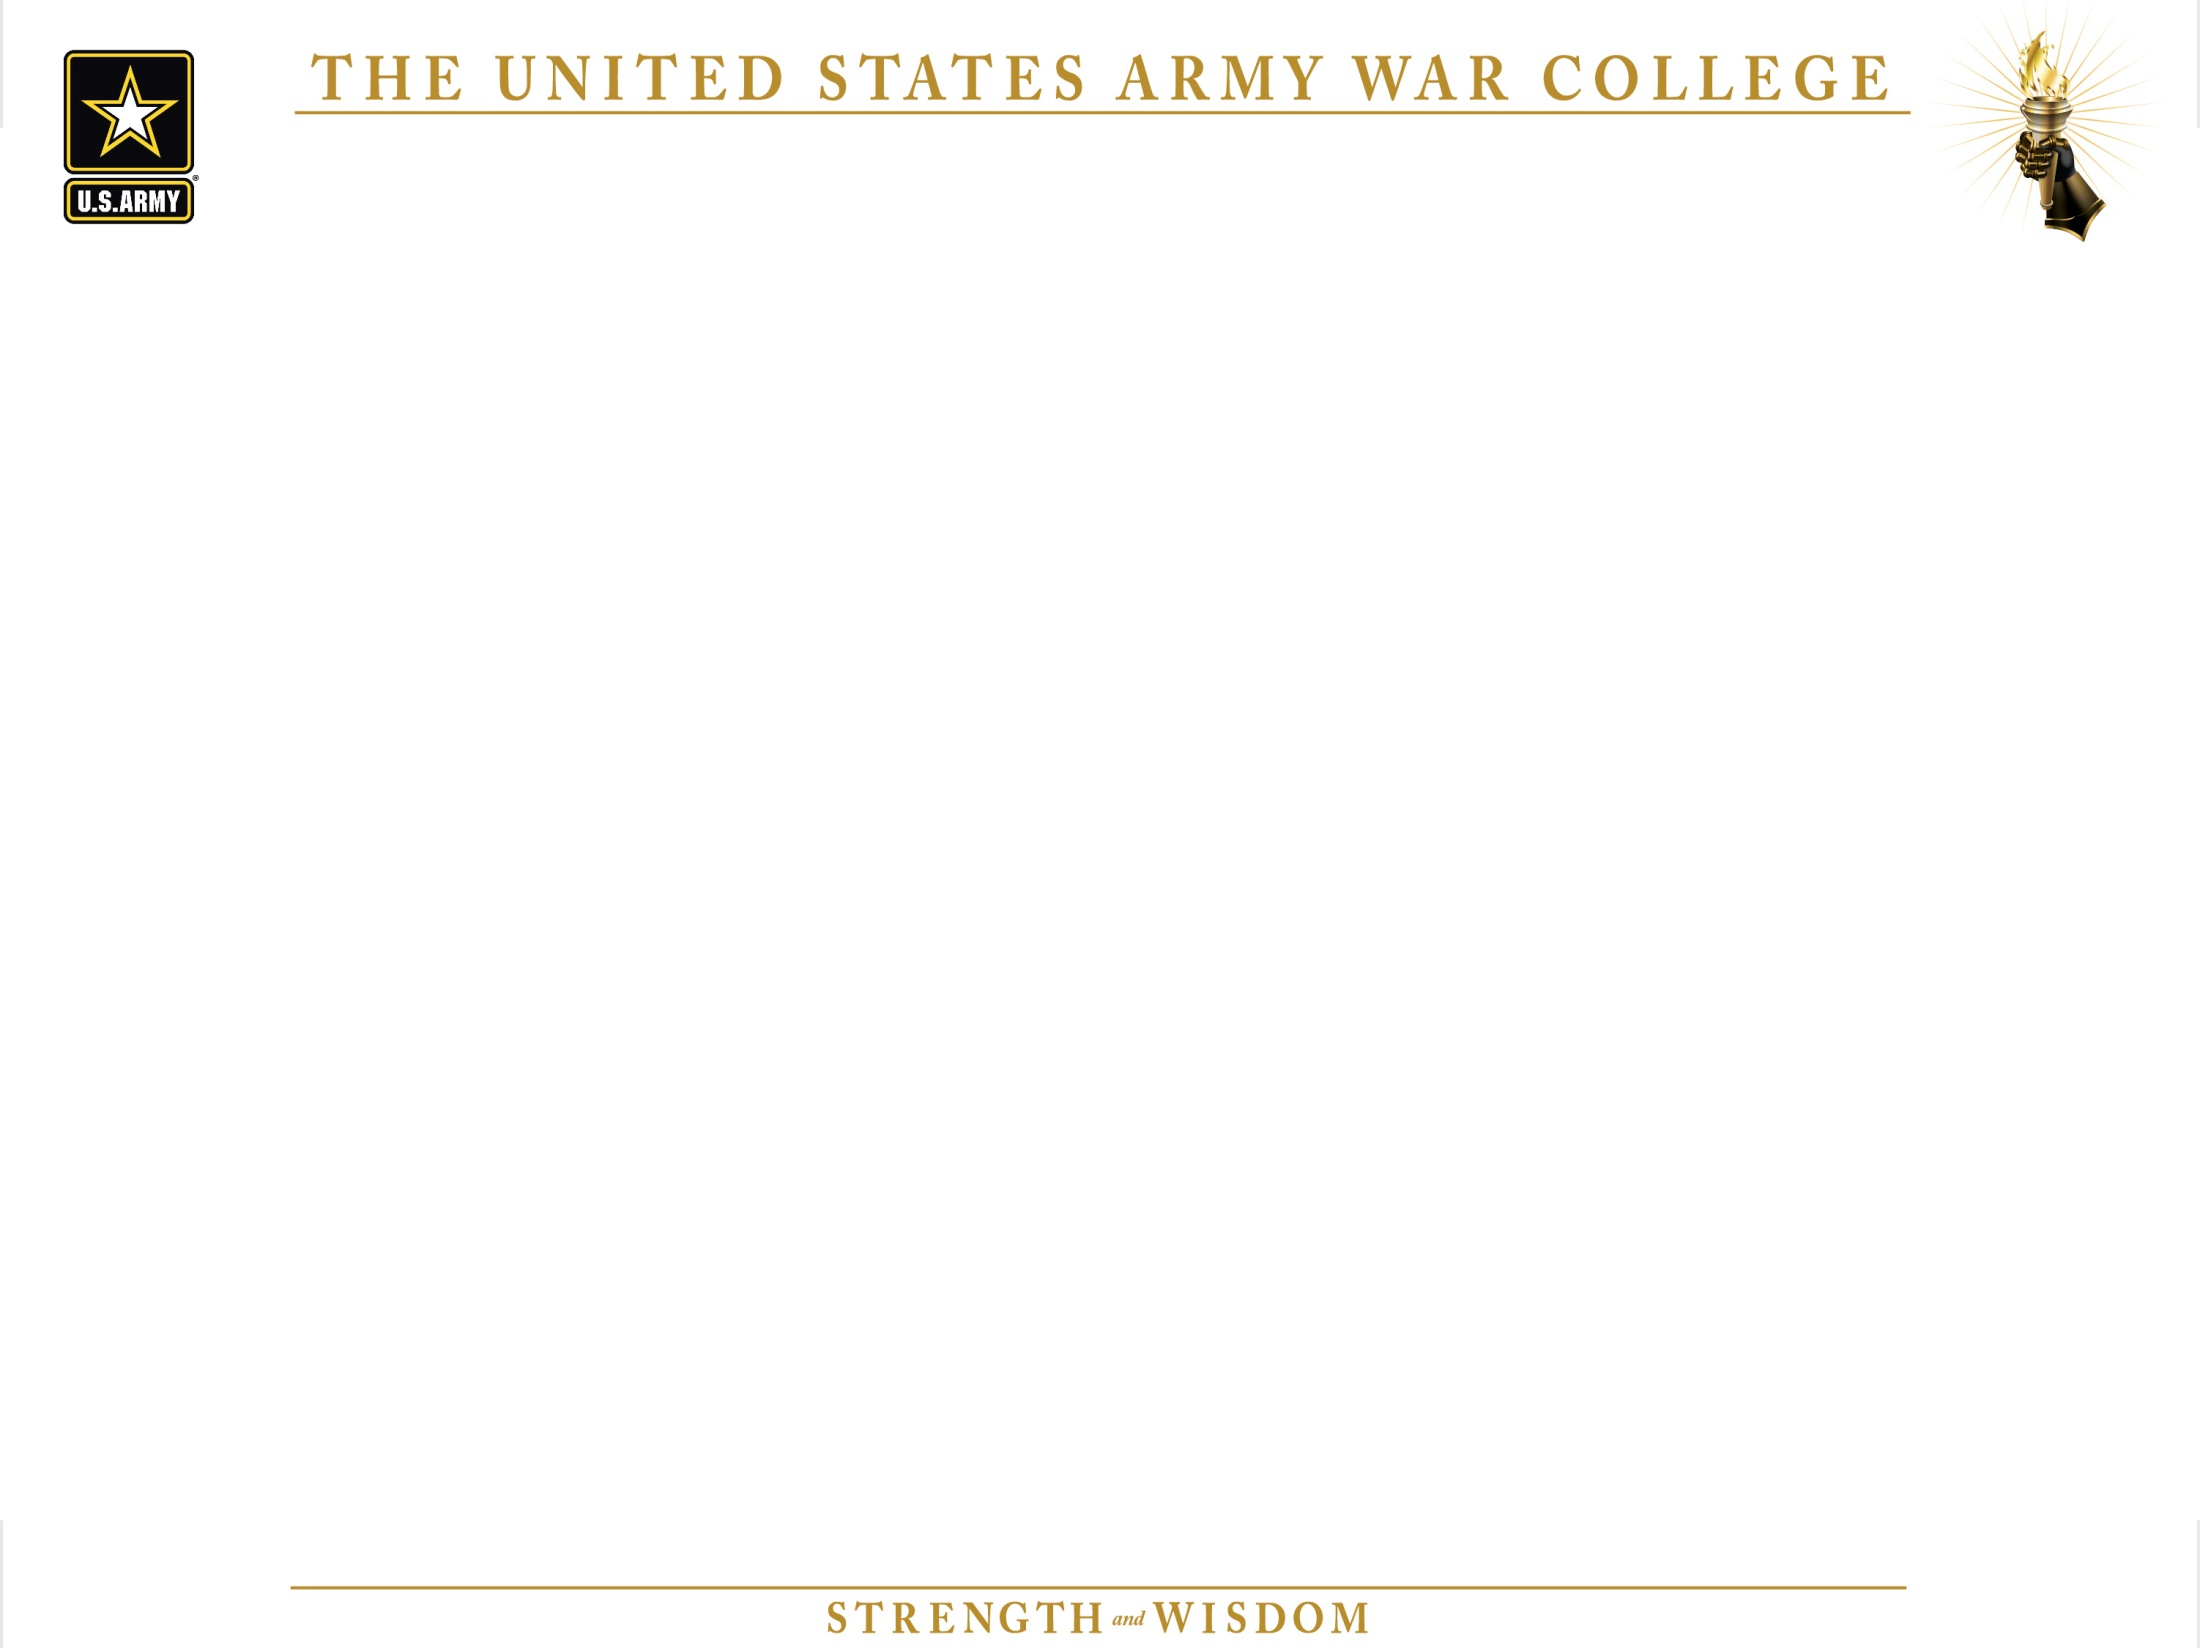 THE UNITED STATES ARMY WAR COLLEGE
U.S.ARMY
STRENGTH and WISDOM